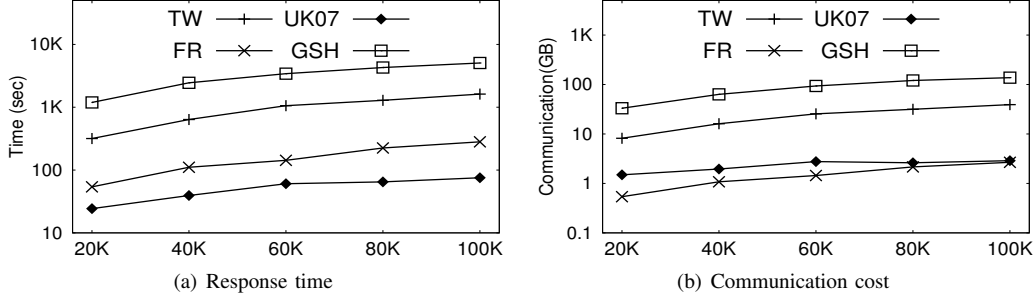 TW UK07
FR GSH
10K
1K
100
10
Time (sec)
20K 40K 60K 80K 100K
(a) Response time
TW UK07
FR GSH
1K
100
10
1
0.1
Communication(GB)
20K 40K 60K 80K 100K
(b) Communication cost